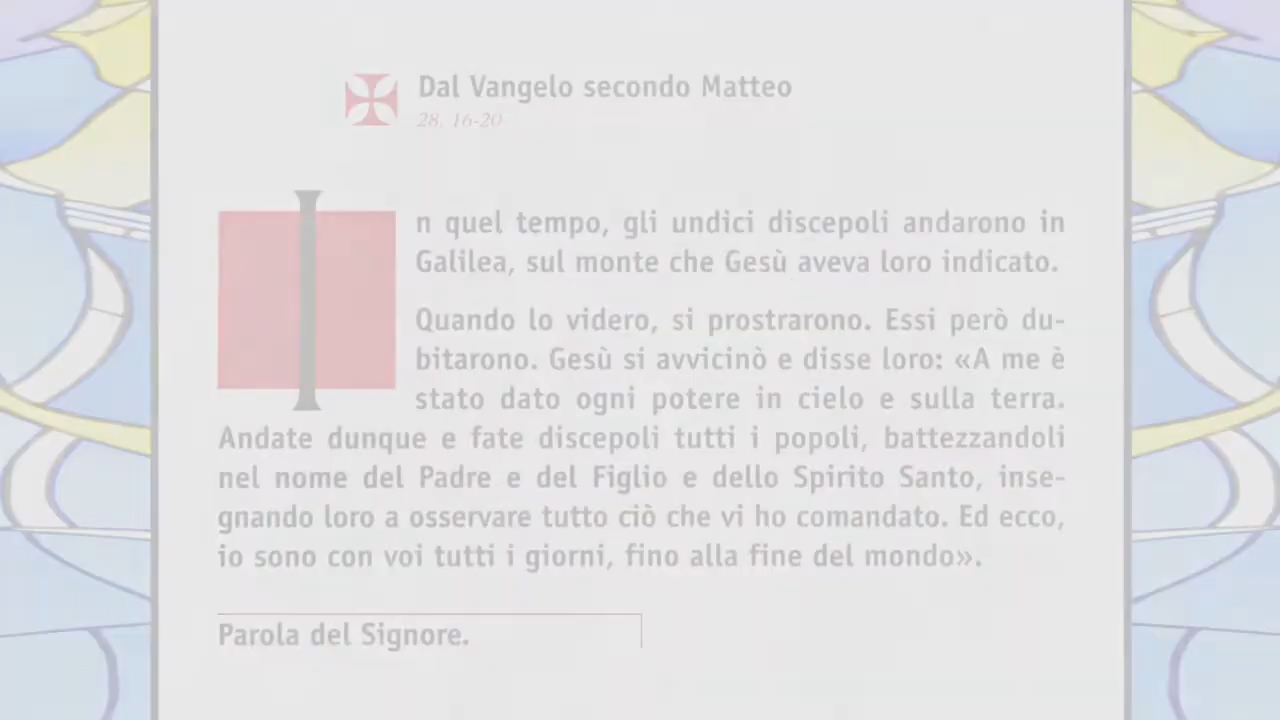 Dal Vangelo secondo Matteo
28, 16-20
In quel tempo, gli undici discepoli andarono in
Galilea, sul monte che Gesù aveva loro indicato.
Quando lo videro, si prostrarono. Essi però du-
bitarono. Gesù si avvicinò e disse loro: «A me è
stato dato ogni potere in cielo e sulla terra.
Andate dunque e fate discepoli tutti i popoli, battezzandoli
nel nome del Padre e del Figlio e dello Spirito Santo, inse-
gnando loro a osservare tutto ciò che vi ho comandato. Ed ecco,
io sono con voi tutti i giorni, fino alla fine del mondo».
Parola del Signore.